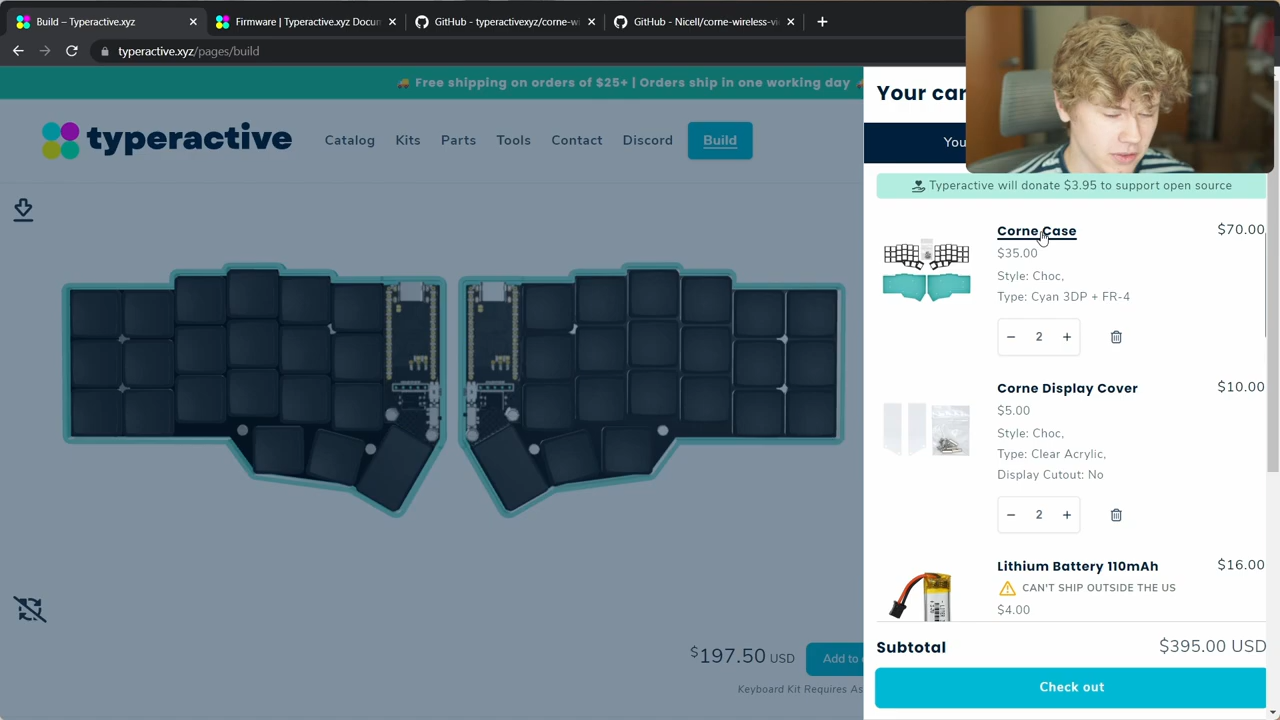 Build – Typeractive.xyz
Firmware | Typeractive.xyz Docum
GitHub - typeractivexyz/corne-wi
GitHub - Nicell/corne-wireless-vie
typeractive.xyz/pages/build
🚚 Free shipping on orders of $25+ | Orders ship in one working day
typeractive
Catalog
Kits
Parts
Tools
Contact
Discord
Build
$197.50 USD
Add to c
Keyboard Kit Requires As
Your car
You
Typeractive will donate $3.95 to support open source
Corne Case
$70.00
$35.00
Style: Choc,
Type: Cyan 3DP + FR-4
− 2 +
Corne Display Cover
$10.00
$5.00
Style: Choc,
Type: Clear Acrylic,
Display Cutout: No
− 2 +
Lithium Battery 110mAh
$16.00
CAN'T SHIP OUTSIDE THE US
$4.00
Subtotal
$395.00 USD
Check out